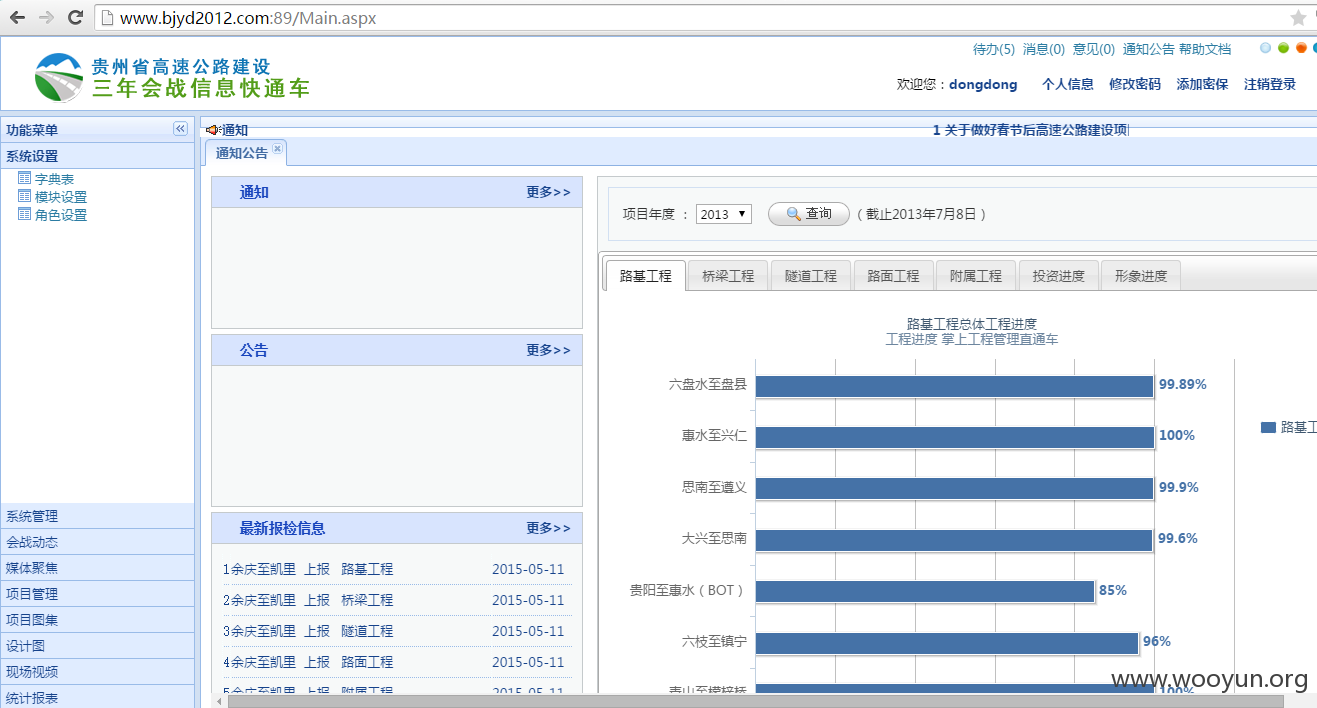 www.bjyd2012.com:89/Main.aspx
待办(5) 消息(0) 意见(0) 通知公告 帮助文档
贵州省高速公路建设
三年会战信息快通车
欢迎您：dongdong 个人信息 修改密码 添加密保 注销登录
功能菜单
通知
1 关于做好春节后高速公路建设项
系统设置
通知公告
字典表
模块设置
角色设置
通知 更多>>
项目年度 ： 2013 查询 ( 截止2013年7月8日 )
路基工程 桥梁工程 隧道工程 路面工程 附属工程 投资进度 形象进度
路基工程总体工程进度
工程进度 掌上工程管理直通车
公告 更多>>
六盘水至盘县 99.89%
惠水至兴仁 100%
路基工
思南至遵义 99.9%
大兴至思南 99.6%
贵阳至惠水（BOT） 85%
六枝至镇宁 96%
100%
最新报检信息 更多>>
1余庆至凯里 上报 路基工程 2015-05-11
2余庆至凯里 上报 桥梁工程 2015-05-11
3余庆至凯里 上报 隧道工程 2015-05-11
4余庆至凯里 上报 路面工程 2015-05-11
5余庆至凯里 上报 附属工程 2015-05-11
系统管理
会战动态
媒体聚焦
项目管理
项目图集
设计图
现场视频
统计报表
www.wooyun.org